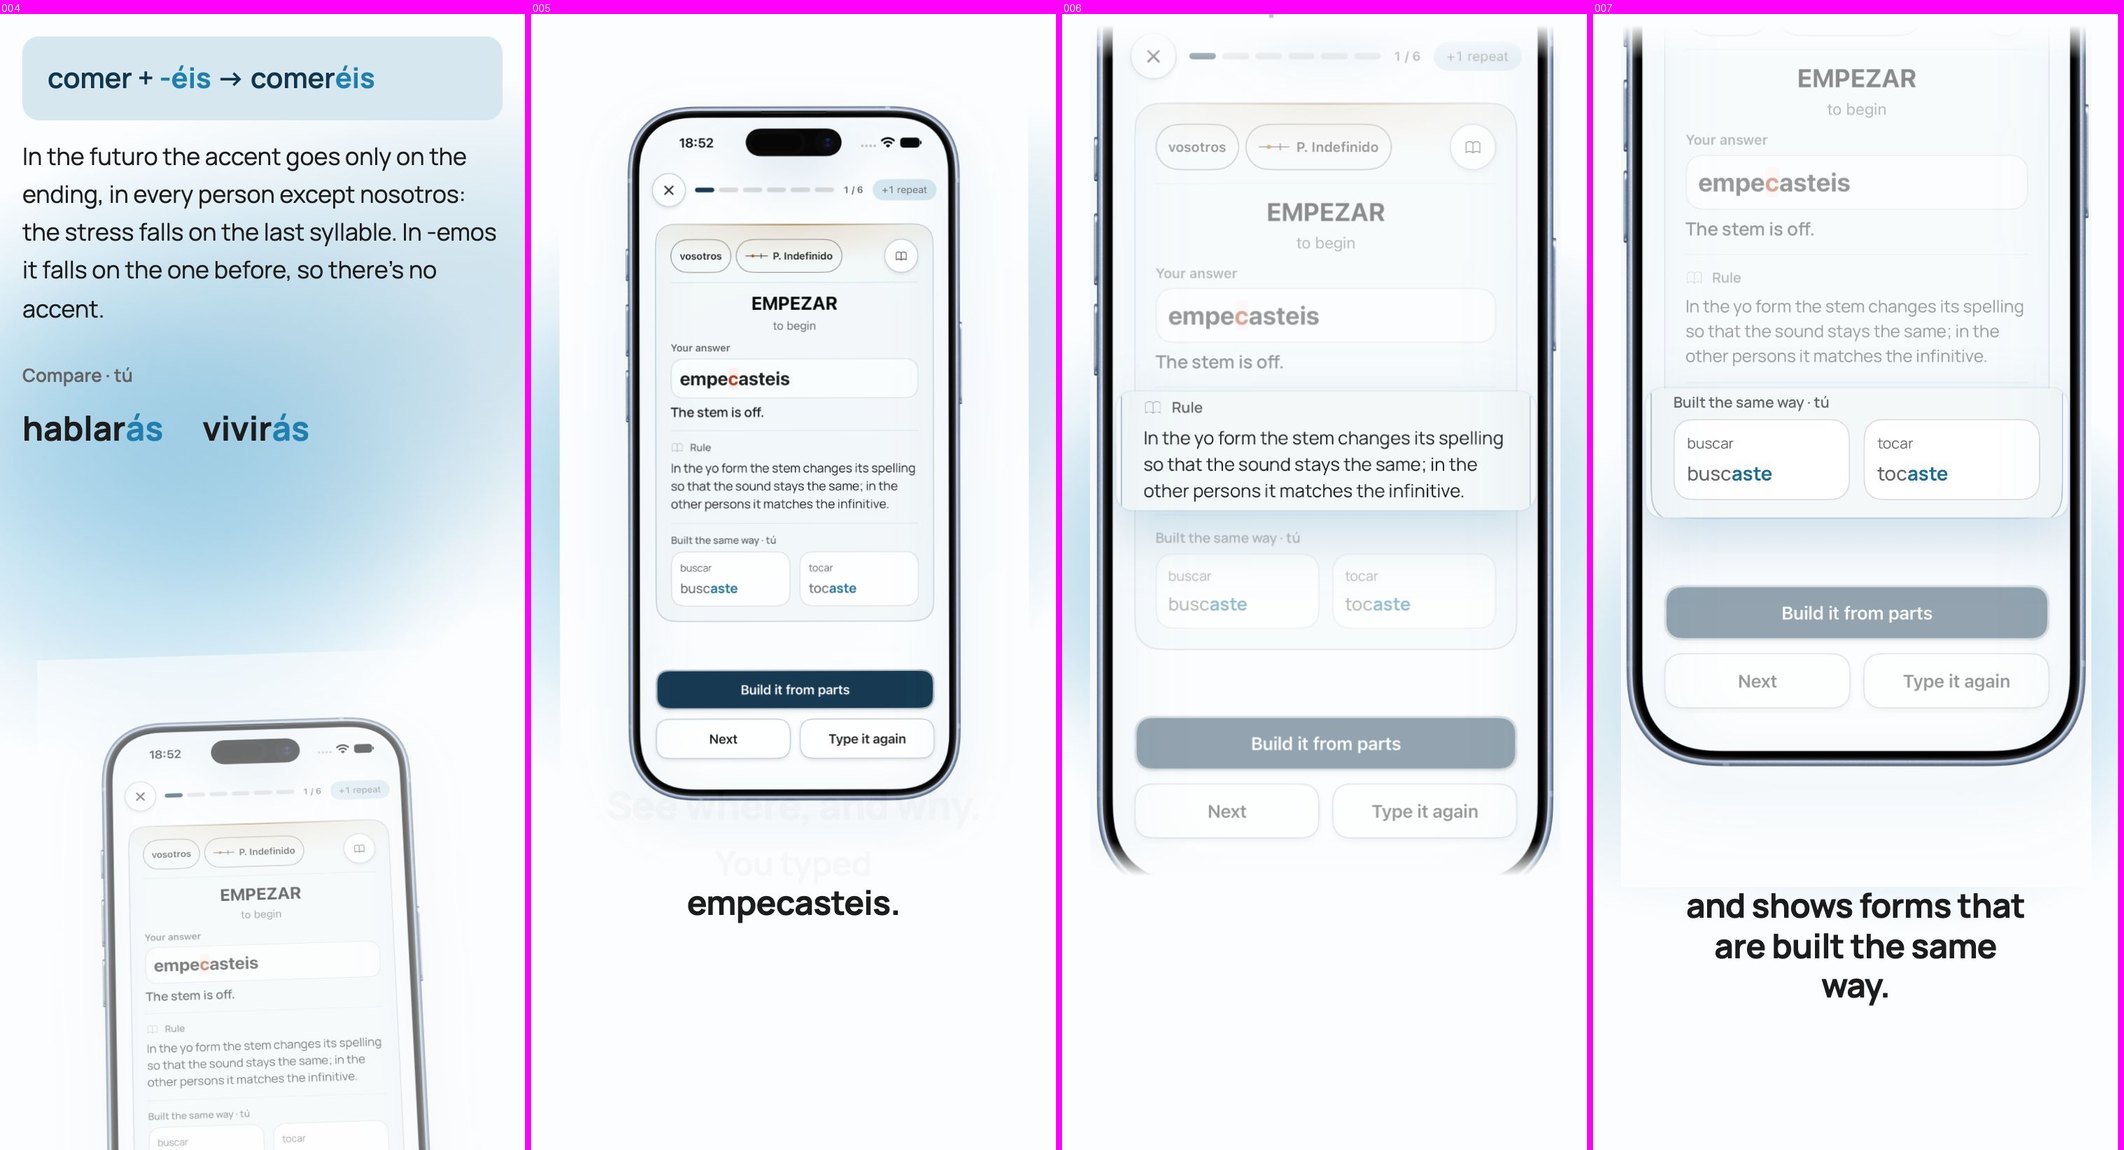 004
comer + -éis → comeréis
In the futuro the accent goes only on the
ending, in every person except nosotros:
the stress falls on the last syllable. In -emos
it falls on the one before, so there's no
accent.
Compare · tú
hablarás vivirás
18:52
1 / 6 +1 repeat
vosotros P. Indefinido
EMPEZAR
to begin
Your answer
empecasteis
The stem is off.
Rule
In the yo form the stem changes its spelling
so that the sound stays the same; in the
other persons it matches the infinitive.
Built the same way · tú
buscar tocar
005
18:52
1 / 6 +1 repeat
vosotros P. Indefinido
EMPEZAR
to begin
Your answer
empecasteis
The stem is off.
Rule
In the yo form the stem changes its spelling
so that the sound stays the same; in the
other persons it matches the infinitive.
Built the same way · tú
buscar tocar
buscaste tocaste
Build it from parts
Next Type it again
See where, and why.
You typed
empecasteis.
006
1 / 6 +1 repeat
vosotros P. Indefinido
EMPEZAR
to begin
Your answer
empecasteis
The stem is off.
Rule
In the yo form the stem changes its spelling
so that the sound stays the same; in the
other persons it matches the infinitive.
Built the same way · tú
buscar tocar
buscaste tocaste
Build it from parts
Next Type it again
007
EMPEZAR
to begin
Your answer
empecasteis
The stem is off.
Rule
In the yo form the stem changes its spelling
so that the sound stays the same; in the
other persons it matches the infinitive.
Built the same way · tú
buscar tocar
buscaste tocaste
Build it from parts
Next Type it again
and shows forms that
are built the same
way.